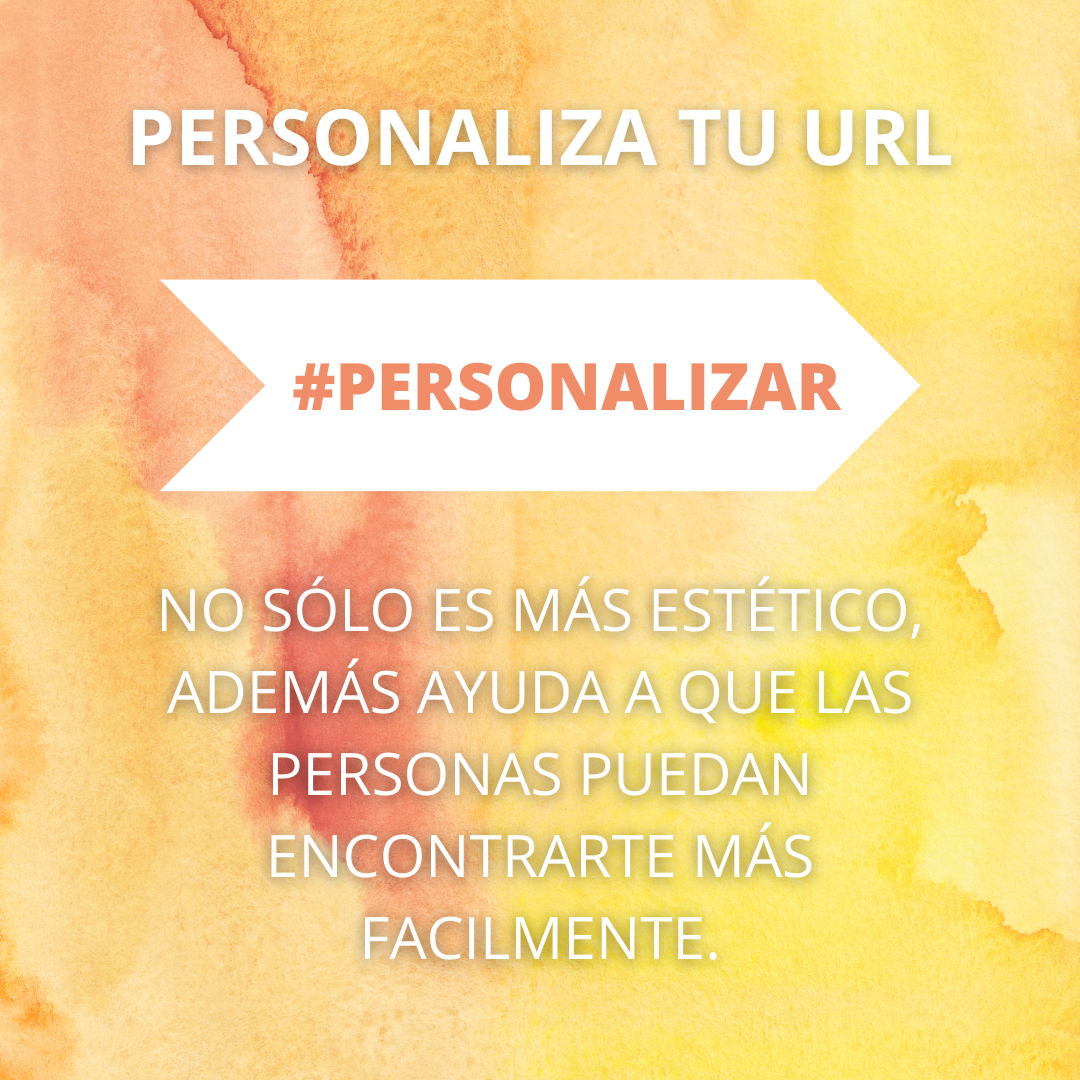 PERSONALIZA TU URL
#PERSONALIZAR
NO SÓLO ES MÁS ESTÉTICO,
ADEMÁS AYUDA A QUE LAS
PERSONAS PUEDAN
ENCONTRARTE MÁS
FACILMENTE.